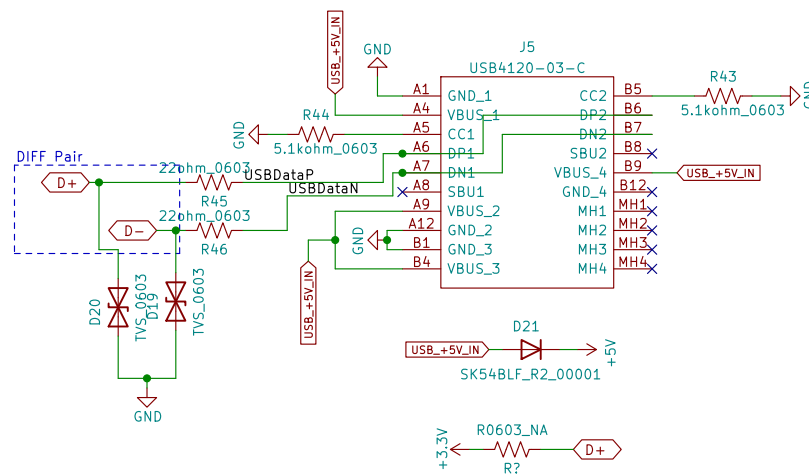 J5
USB4120-03-C
GND
USB_+5V_IN
A1 GND_1 CC2 B5
R43
5.1kohm_0603
GND
A4 VBUS_1 DP2 B6
R44
5.1kohm_0603
GND
A5 CC1 DN2 B7
A6 DP1 SBU2 B8
A7 DN1 VBUS_4 B9
USB_+5V_IN
A8 SBU1 GND_4 B12
A9 VBUS_2 MH1 MH1
A12 GND_2 MH2 MH2
B1 GND_3 MH3 MH3
B4 VBUS_3 MH4 MH4
DIFF Pair
D+
22ohm_0603
R45
USBDataP
USBDataN
D-
22ohm_0603
R46
GND
USB_+5V_IN
D20
TVS_0603
D19
TVS_0603
GND
D21
USB_+5V_IN
+5V
SK54BLF_R2_00001
R0603_NA
+3.3V
D+
R?